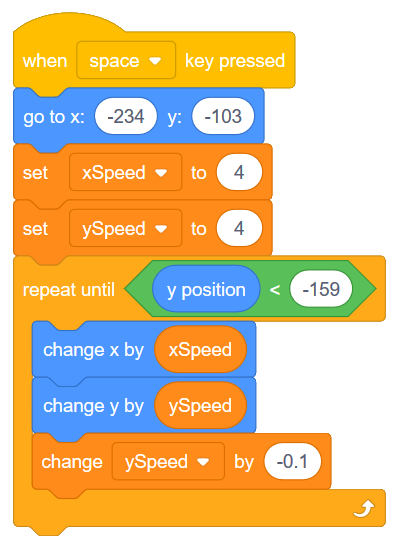 when space key pressed
go to x: -234 y: -103
set xSpeed to 4
set ySpeed to 4
repeat until y position < -159
change x by xSpeed
change y by ySpeed
change ySpeed by -0.1